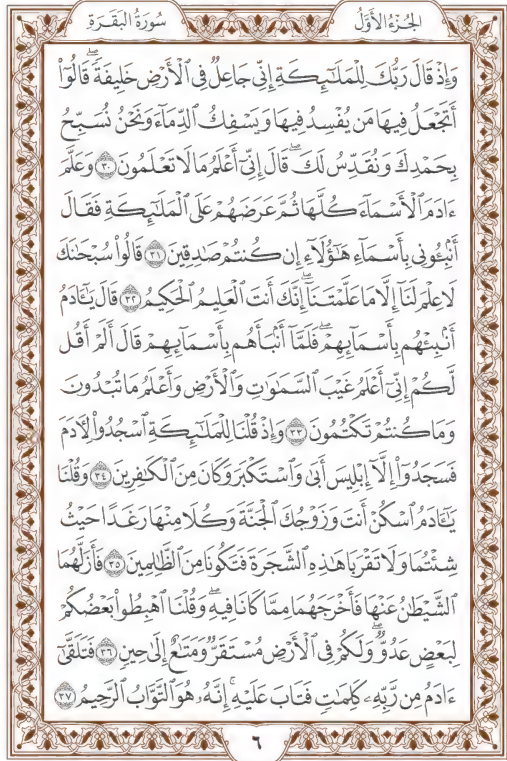 الجُزْءُ الأَوَّلُ سُورَةُ البَقَرَةِ
وَإِذْ قَالَ رَبُّكَ لِلْمَلَـٰٓئِكَةِ إِنِّى جَاعِلٌ فِى ٱلْأَرْضِ خَلِيفَةً ۖ قَالُوٓا۟
أَتَجْعَلُ فِيهَا مَن يُفْسِدُ فِيهَا وَيَسْفِكُ ٱلدِّمَآءَ وَنَحْنُ نُسَبِّحُ
بِحَمْدِكَ وَنُقَدِّسُ لَكَ ۖ قَالَ إِنِّىٓ أَعْلَمُ مَا لَا تَعْلَمُونَ ٣٠ وَعَلَّمَ
ءَادَمَ ٱلْأَسْمَآءَ كُلَّهَا ثُمَّ عَرَضَهُمْ عَلَى ٱلْمَلَـٰٓئِكَةِ فَقَالَ
أَنۢبِـُٔونِى بِأَسْمَآءِ هَـٰٓؤُلَآءِ إِن كُنتُمْ صَـٰدِقِينَ ٣١ قَالُوا۟ سُبْحَـٰنَكَ
لَا عِلْمَ لَنَآ إِلَّا مَا عَلَّمْتَنَآ ۖ إِنَّكَ أَنتَ ٱلْعَلِيمُ ٱلْحَكِيمُ ٣٢ قَالَ يَـٰٓـَٔادَمُ
أَنۢبِئْهُم بِأَسْمَآئِهِمْ ۖ فَلَمَّآ أَنۢبَأَهُم بِأَسْمَآئِهِمْ قَالَ أَلَمْ أَقُل
لَّكُمْ إِنِّىٓ أَعْلَمُ غَيْبَ ٱلسَّمَـٰوَٰتِ وَٱلْأَرْضِ وَأَعْلَمُ مَا تُبْدُونَ
وَمَا كُنتُمْ تَكْتُمُونَ ٣٣ وَإِذْ قُلْنَا لِلْمَلَـٰٓئِكَةِ ٱسْجُدُوا۟ لِـَٔادَمَ
فَسَجَدُوٓا۟ إِلَّآ إِبْلِيسَ أَبَىٰ وَٱسْتَكْبَرَ وَكَانَ مِنَ ٱلْكَـٰفِرِينَ ٣٤ وَقُلْنَا
يَـٰٓـَٔادَمُ ٱسْكُنْ أَنتَ وَزَوْجُكَ ٱلْجَنَّةَ وَكُلَا مِنْهَا رَغَدًا حَيْثُ
شِئْتُمَا وَلَا تَقْرَبَا هَـٰذِهِ ٱلشَّجَرَةَ فَتَكُونَا مِنَ ٱلظَّـٰلِمِينَ ٣٥ فَأَزَلَّهُمَا
ٱلشَّيْطَـٰنُ عَنْهَا فَأَخْرَجَهُمَا مِمَّا كَانَا فِيهِ ۖ وَقُلْنَا ٱهْبِطُوا۟ بَعْضُكُمْ
لِبَعْضٍ عَدُوٌّ ۖ وَلَكُمْ فِى ٱلْأَرْضِ مُسْتَقَرٌّ وَمَتَـٰعٌ إِلَىٰ حِينٍ ٣٦ فَتَلَقَّىٰٓ
ءَادَمُ مِن رَّبِّهِۦ كَلِمَـٰتٍ فَتَابَ عَلَيْهِ ۚ إِنَّهُۥ هُوَ ٱلتَّوَّابُ ٱلرَّحِيمُ ٣٧
٦